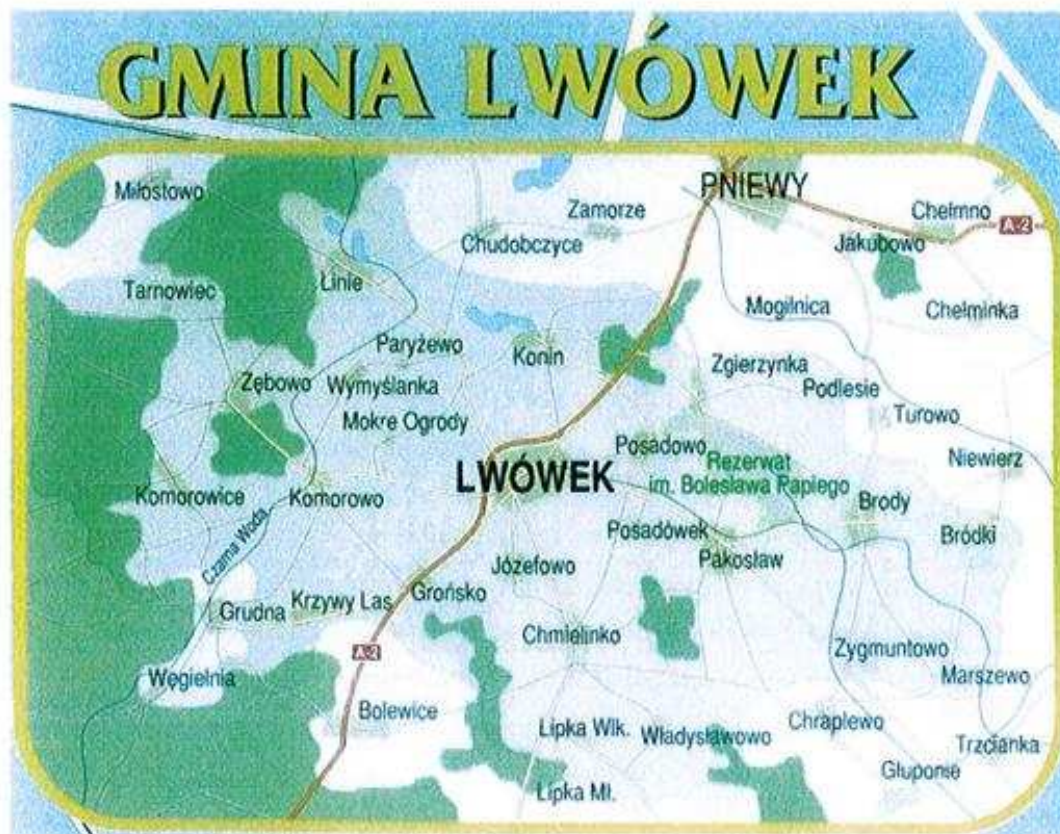 GMINA LWÓWEK
Miłostowo
PNIEWY
Zamorze
Chełmno
A.2
Chudobczyce
Jakubowo
Tarnowiec
Linie
Mogilnica
Chełminka
Paryżewo
Konin
Zgierzynka
Zębowo
Wymyślanka
Podlesie
Mokre Ogrody
Turowo
Posadowo
Niewierz
LWÓWEK
Rezerwat
im. Bolesława Papiego
Komorowice
Komorowo
Brody
Czarna Woda
Posadówek
Bródki
Pakosław
Józefowo
Grońsko
Krzywy Las
Grudna
Chmielinko
Zygmuntowo
A.2
Węgielnia
Marszewo
Bolewice
Chraplewo
Lipka Wlk.
Władysławowo
Trzcianka
Głuponie
Lipka Mł.